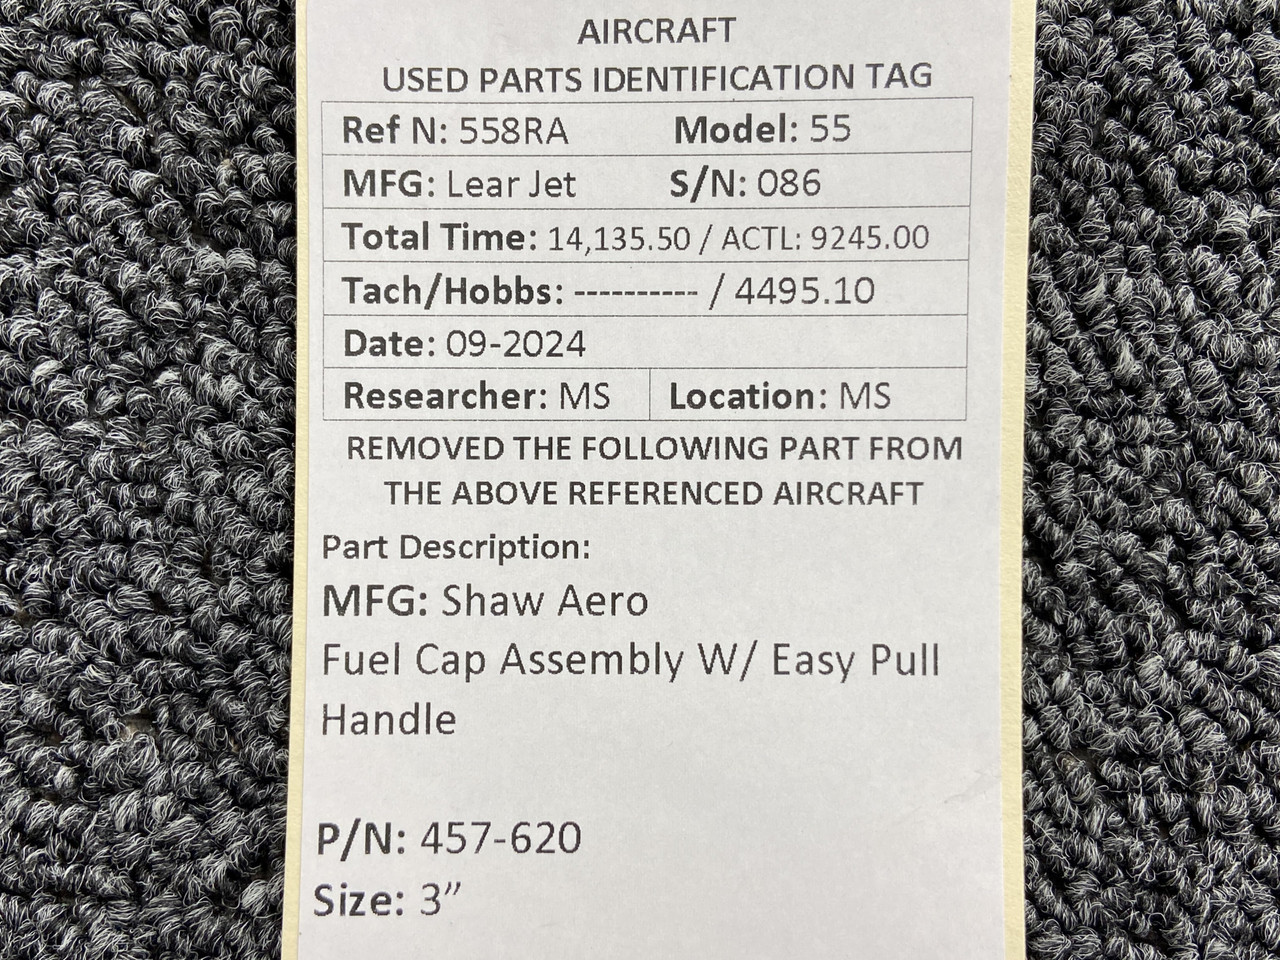 AIRCRAFT
USED PARTS IDENTIFICATION TAG
Ref N: 558RA Model: 55
MFG: Lear Jet S/N: 086
Total Time: 14,135.50 / ACTL: 9245.00
Tach/Hobbs: ---------- / 4495.10
Date: 09-2024
Researcher: MS Location: MS
REMOVED THE FOLLOWING PART FROM
THE ABOVE REFERENCED AIRCRAFT
Part Description:
MFG: Shaw Aero
Fuel Cap Assembly W/ Easy Pull
Handle
P/N: 457-620
Size: 3”